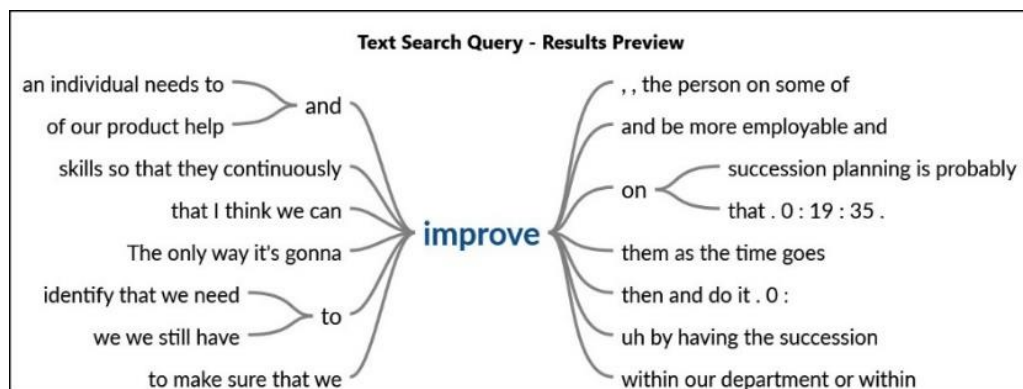 Text Search Query - Results Preview
an individual needs to
of our product help
and
skills so that they continuously
that I think we can
The only way it's gonna
identify that we need
we we still have
to
to make sure that we
improve
, , the person on some of
and be more employable and
on
succession planning is probably
that . 0 : 19 : 35 .
them as the time goes
then and do it . 0 :
uh by having the succession
within our department or within